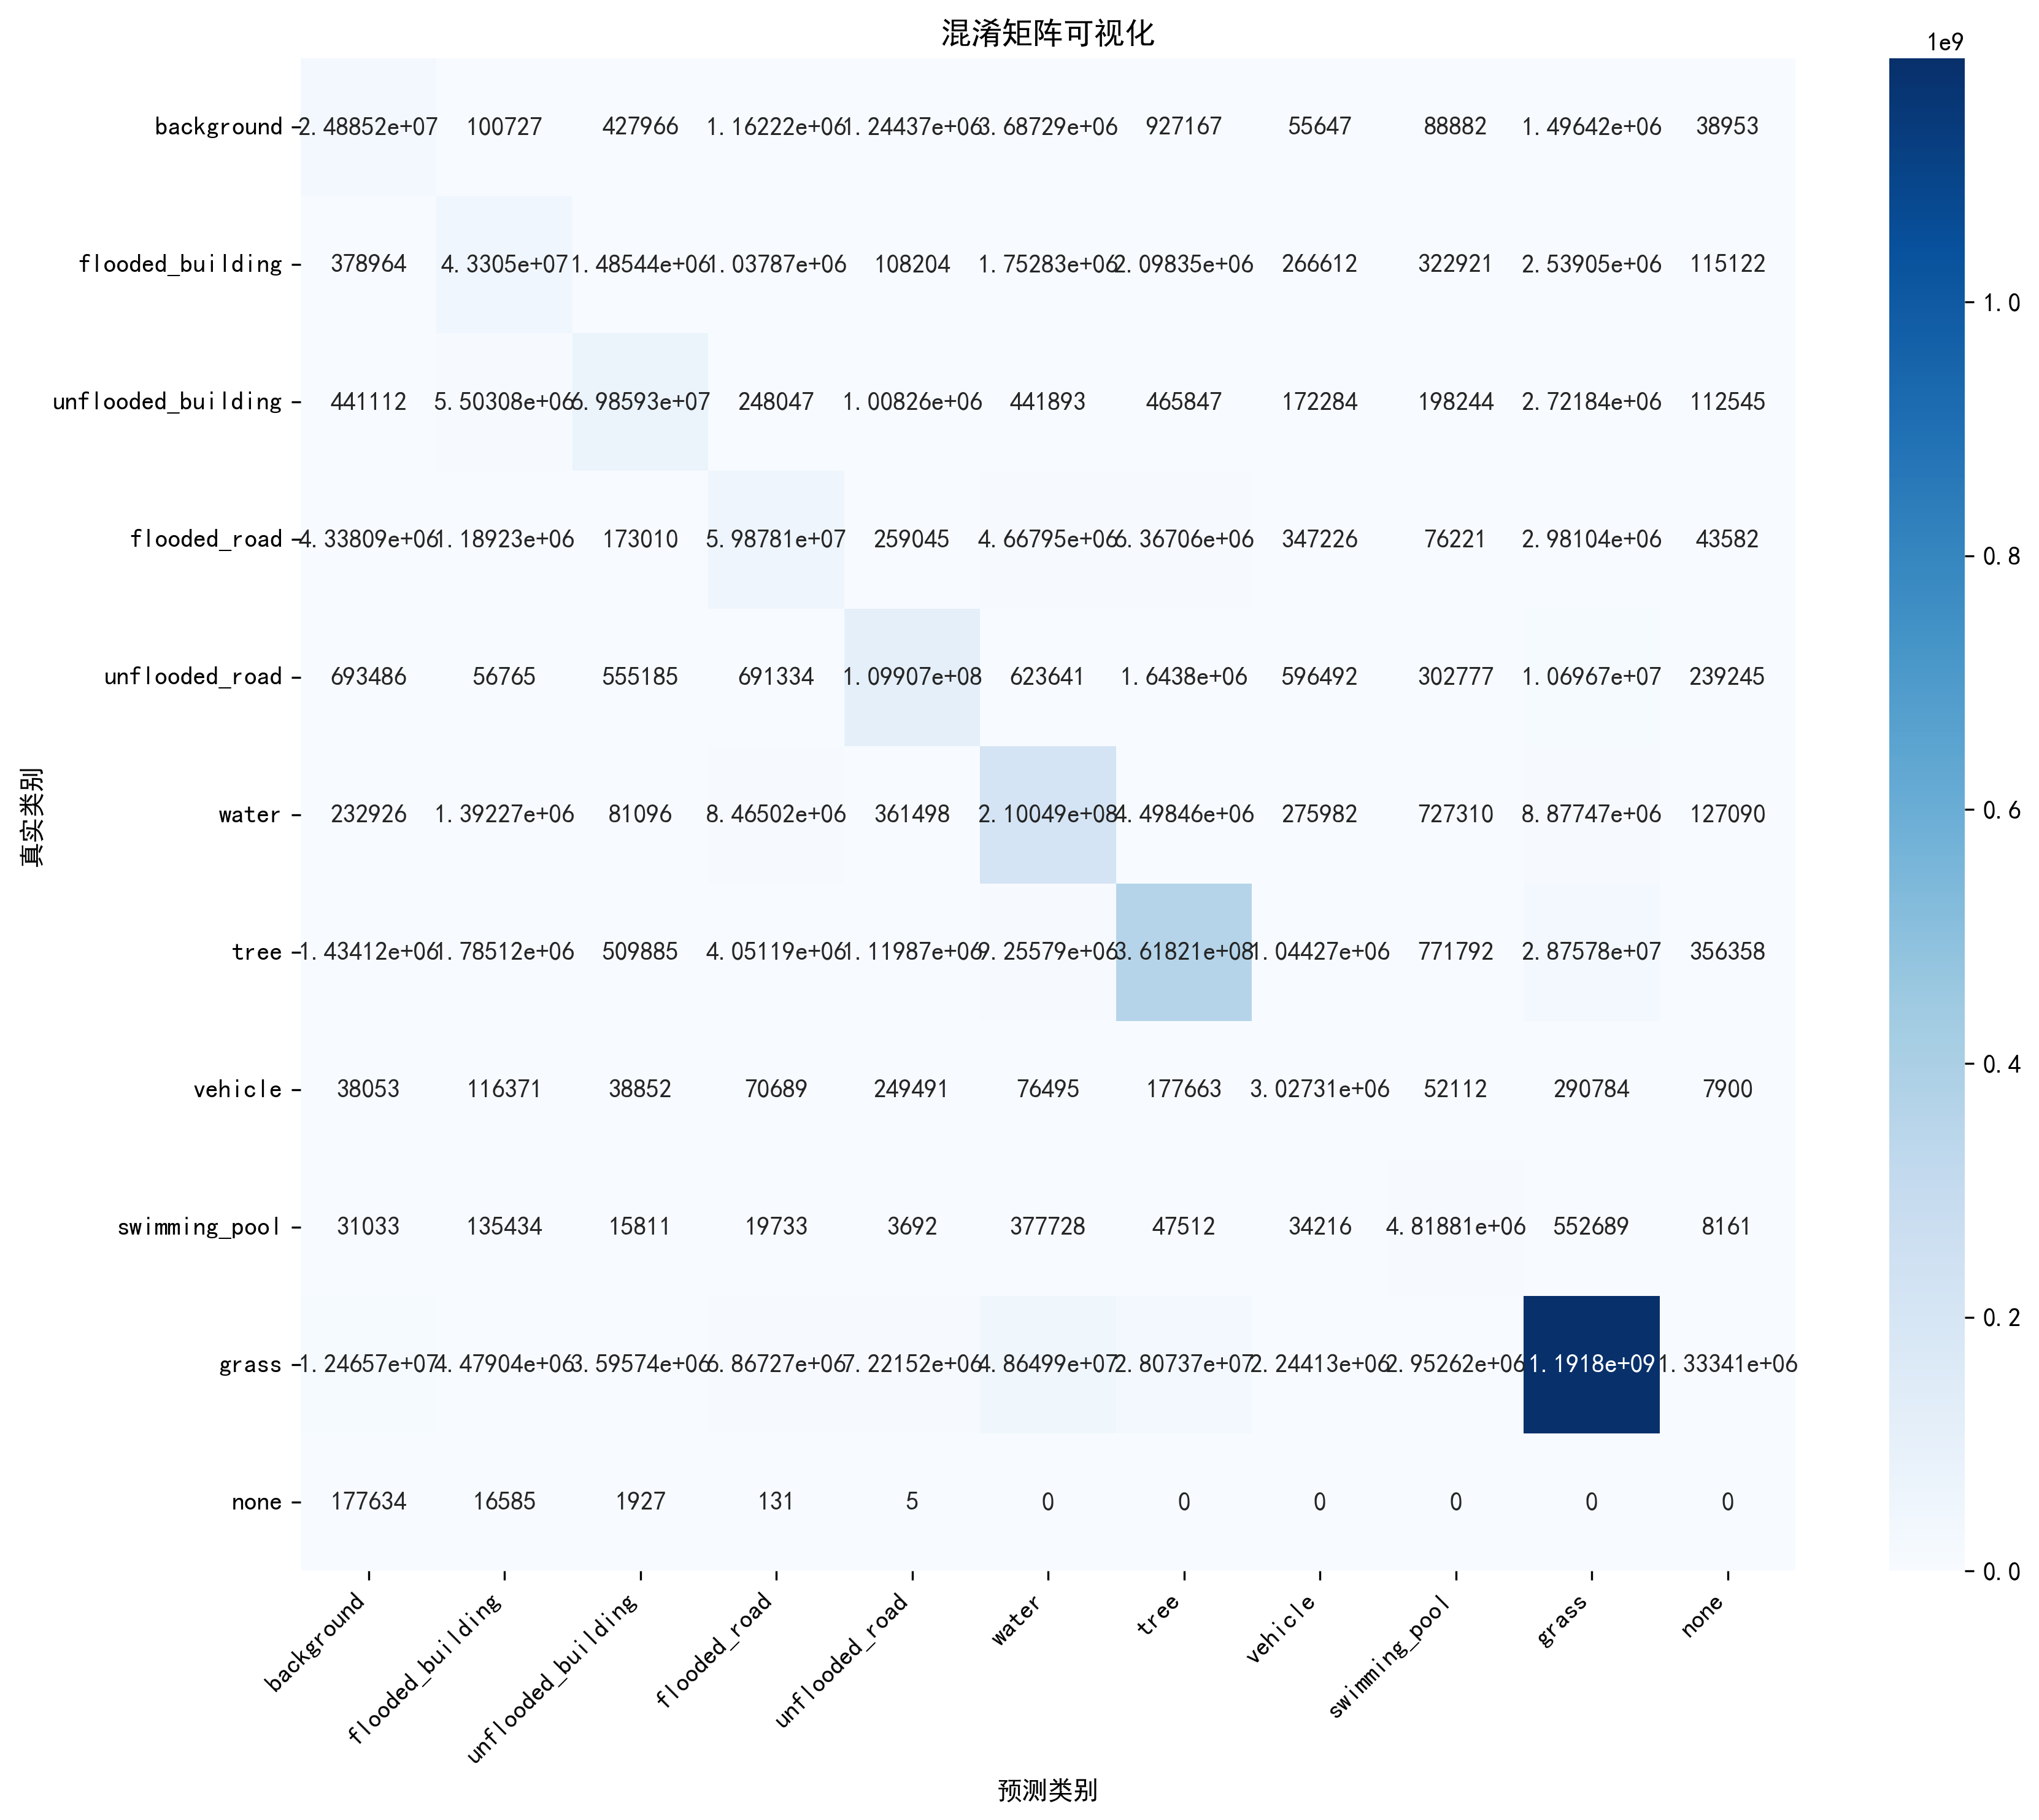 混淆矩阵可视化
1e9
background 2.48852e+07 100727 427966 1.16222e+06 1.24437e+06 3.68729e+06 927167 55647 88882 1.49642e+06 38953
flooded_building 378964 4.3305e+07 1.48544e+06 1.03787e+06 108204 1.75283e+06 2.09835e+06 266612 322921 2.53905e+06 115122
1.0
unflooded_building 441112 5.50308e+06 6.98593e+07 248047 1.00826e+06 441893 465847 172284 198244 2.72184e+06 112545
flooded_road 4.33809e+06 1.18923e+06 173010 5.98781e+07 259045 4.66795e+06 6.36706e+06 347226 76221 2.98104e+06 43582
0.8
unflooded_road 693486 56765 555185 691334 1.09907e+08 623641 1.6438e+06 596492 302777 1.06967e+07 239245
真实类别
water 232926 1.39227e+06 81096 8.46502e+06 361498 2.10049e+08 4.49846e+06 275982 727310 8.87747e+06 127090
0.6
tree 1.43412e+06 1.78512e+06 509885 4.05119e+06 1.11987e+06 9.25579e+06 3.61821e+08 1.04427e+06 771792 2.87578e+07 356358
0.4
vehicle 38053 116371 38852 70689 249491 76495 177663 3.02731e+06 52112 290784 7900
swimming_pool 31033 135434 15811 19733 3692 377728 47512 34216 4.81881e+06 552689 8161
0.2
grass 1.24657e+07 4.47904e+06 3.59574e+06 6.86727e+06 7.22152e+06 4.86499e+07 2.80737e+07 2.24413e+06 2.95262e+06 1.1918e+09 1.33341e+06
none 177634 16585 1927 131 5 0 0 0 0 0 0
0.0
background flooded_building unflooded_building flooded_road unflooded_road water tree vehicle swimming_pool grass none
预测类别